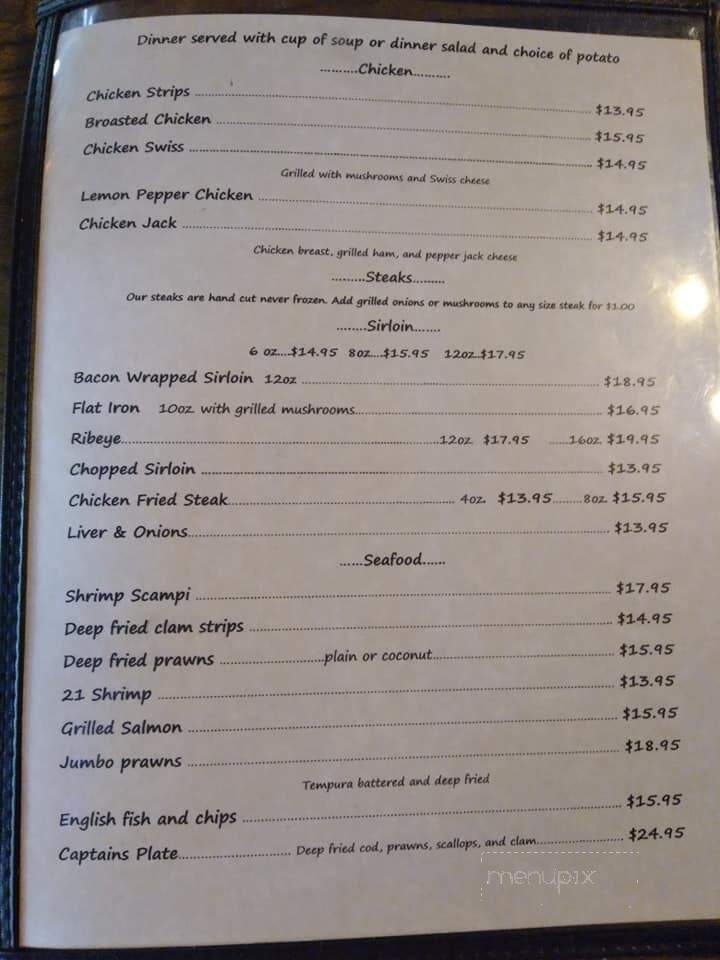 Dinner served with cup of soup or dinner salad and choice of potato
..........Chicken..........
Chicken Strips ........ $13.95
Broasted Chicken ........ $15.95
Chicken Swiss ........ $14.95
Grilled with mushrooms and Swiss cheese
Lemon Pepper Chicken ........ $14.95
Chicken Jack ........ $14.95
Chicken breast, grilled ham, and pepper jack cheese
.........Steaks.........
Our steaks are hand cut never frozen. Add grilled onions or mushrooms to any size steak for $1.00
........Sirloin.......
6 oz....$14.95 8oz....$15.95 12oz..$17.95
Bacon Wrapped Sirloin 12oz ........ $18.95
Flat Iron 10oz with grilled mushrooms........ $16.95
Ribeye........12oz $17.95 ......16oz. $19.95
Chopped Sirloin ........ $13.95
Chicken Fried Steak........ 4oz. $13.95........8oz $15.95
Liver & Onions........ $13.95
......Seafood......
Shrimp Scampi ........ $17.95
Deep fried clam strips ........ $14.95
Deep fried prawns ........plain or coconut........ $15.95
21 Shrimp ........ $13.95
Grilled Salmon ........ $15.95
Jumbo prawns ........ $18.95
Tempura battered and deep fried
English fish and chips ........ $15.95
Captains Plate........ Deep fried cod, prawns, scallops, and clam........ $24.95
menupix